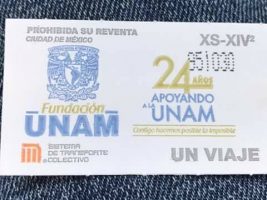 PROHIBIDA SU REVENTA
CIUDAD DE MÉXICO
XS-XIV²
051030
24 AÑOS
APOYANDO
A LA UNAM
Contigo hacemos posible lo imposible
Fundación
UNAM
SISTEMA
DE TRANSPORTE
COLECTIVO
UN VIAJE